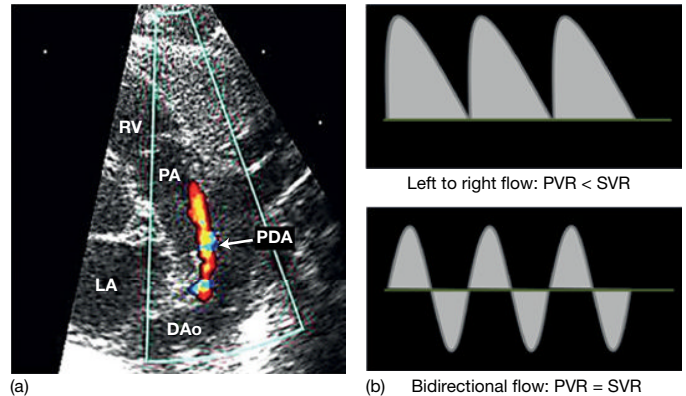 RV
PA
PDA
LA
DAo
(a)
Left to right flow: PVR < SVR
(b) Bidirectional flow: PVR = SVR